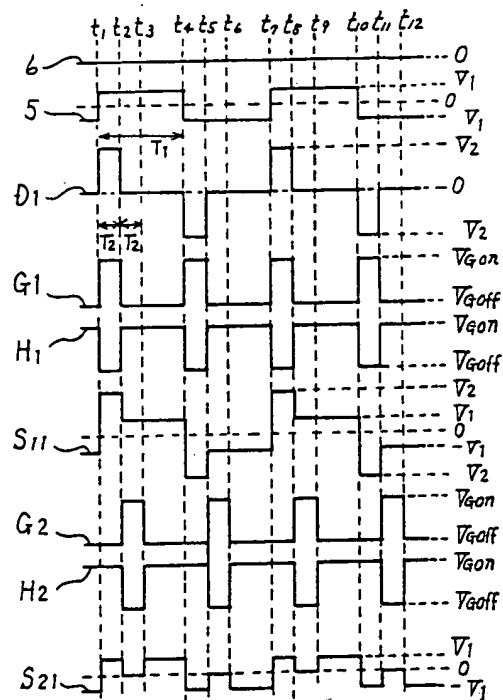 t1 t2 t3 t4 t5 t6 t7 t8 t9 t10 t11 t12
6 0
V1
5 0
-V1
T1 V2
D1 0
T2 T2 -V2
VGon
G1 VGoff
H1 VGon
VGoff
V2
V1
0
S11 -V1
-V2
VGon
G2 VGoff
H2 VGon
VGoff
V1
0
S21 -V1